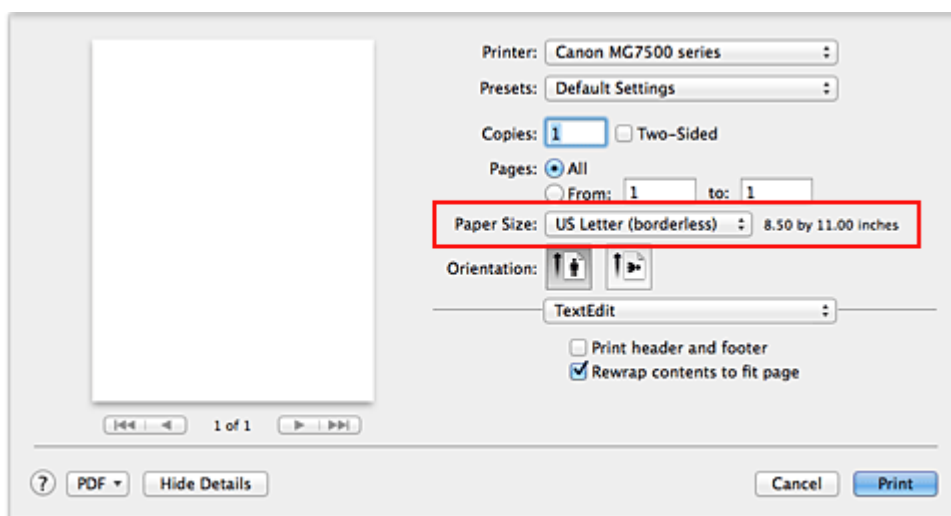 Printer: Canon MG7500 series
Presets: Default Settings
Copies: 1 Two-Sided
Pages: All
From: 1 to: 1
Paper Size: US Letter (borderless) 8.50 by 11.00 inches
Orientation:
TextEdit
Print header and footer
Rewrap contents to fit page
1 of 1
? PDF Hide Details Cancel Print